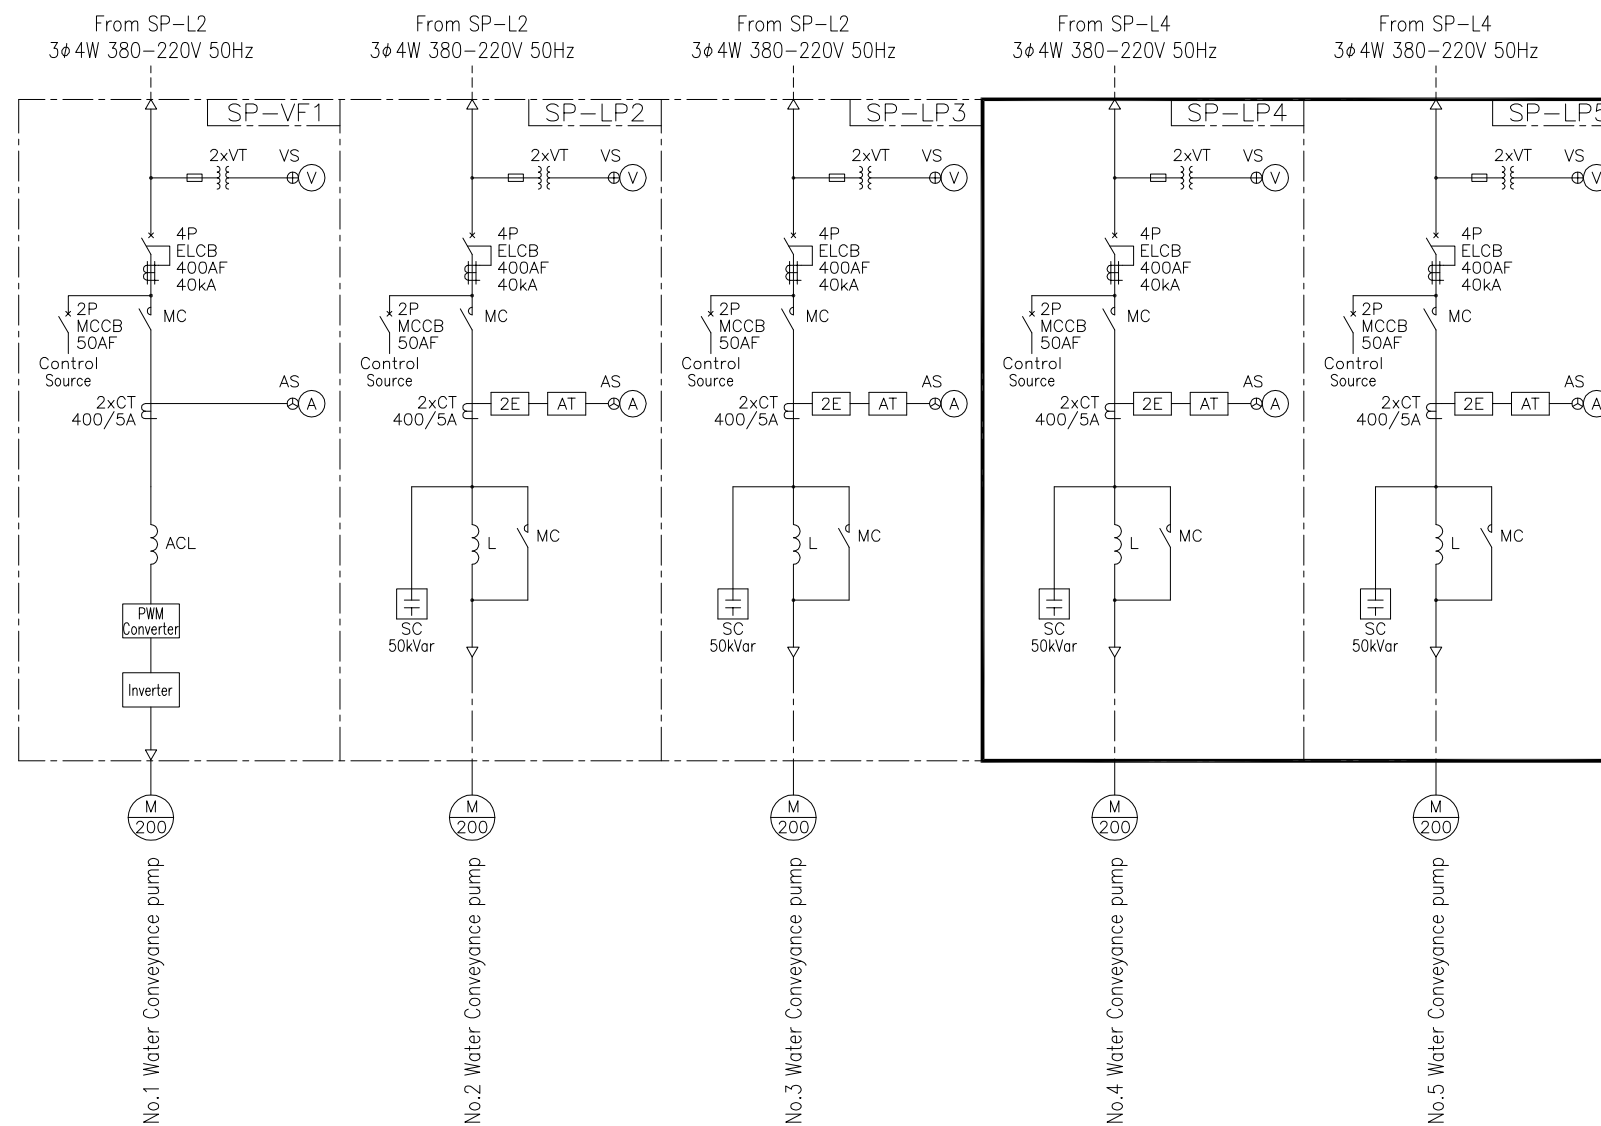 From SP-L2
3φ4W 380-220V 50Hz
SP-VF1
2xVT
VS
V
4P
ELCB
400AF
40kA
2P
MCCB
50AF
MC
Control
Source
AS
2xCT
400/5A
A
ACL
PWM
Converter
Inverter
M
200
No.1 Water Conveyance pump
From SP-L2
3φ4W 380-220V 50Hz
SP-LP2
2xVT
VS
V
4P
ELCB
400AF
40kA
2P
MCCB
50AF
MC
Control
Source
AS
2xCT
400/5A
2E
AT
A
L
MC
SC
50kVar
M
200
No.2 Water Conveyance pump
From SP-L2
3φ4W 380-220V 50Hz
SP-LP3
2xVT
VS
V
4P
ELCB
400AF
40kA
2P
MCCB
50AF
MC
Control
Source
AS
2xCT
400/5A
2E
AT
A
L
MC
SC
50kVar
M
200
No.3 Water Conveyance pump
From SP-L4
3φ4W 380-220V 50Hz
SP-LP4
2xVT
VS
V
4P
ELCB
400AF
40kA
2P
MCCB
50AF
MC
Control
Source
AS
2xCT
400/5A
2E
AT
A
L
MC
SC
50kVar
M
200
No.4 Water Conveyance pump
From SP-L4
3φ4W 380-220V 50Hz
SP-LP5
2xVT
VS
V
4P
ELCB
400AF
40kA
2P
MCCB
50AF
MC
Control
Source
AS
2xCT
400/5A
2E
AT
A
L
MC
SC
50kVar
M
200
No.5 Water Conveyance pump